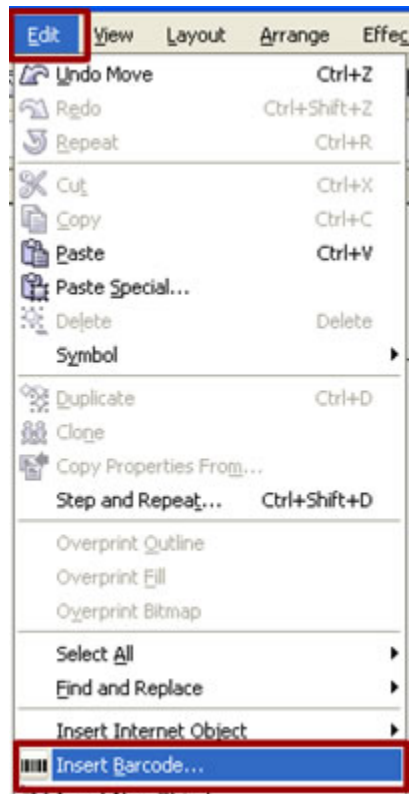 Edit View Layout Arrange Effec
Undo Move Ctrl+Z
Redo Ctrl+Shift+Z
Repeat Ctrl+R
Cut Ctrl+X
Copy Ctrl+C
Paste Ctrl+V
Paste Special...
Delete Delete
Symbol
Duplicate Ctrl+D
Clone
Copy Properties From...
Step and Repeat... Ctrl+Shift+D
Overprint Outline
Overprint Fill
Overprint Bitmap
Select All
Find and Replace
Insert Internet Object
Insert Barcode...